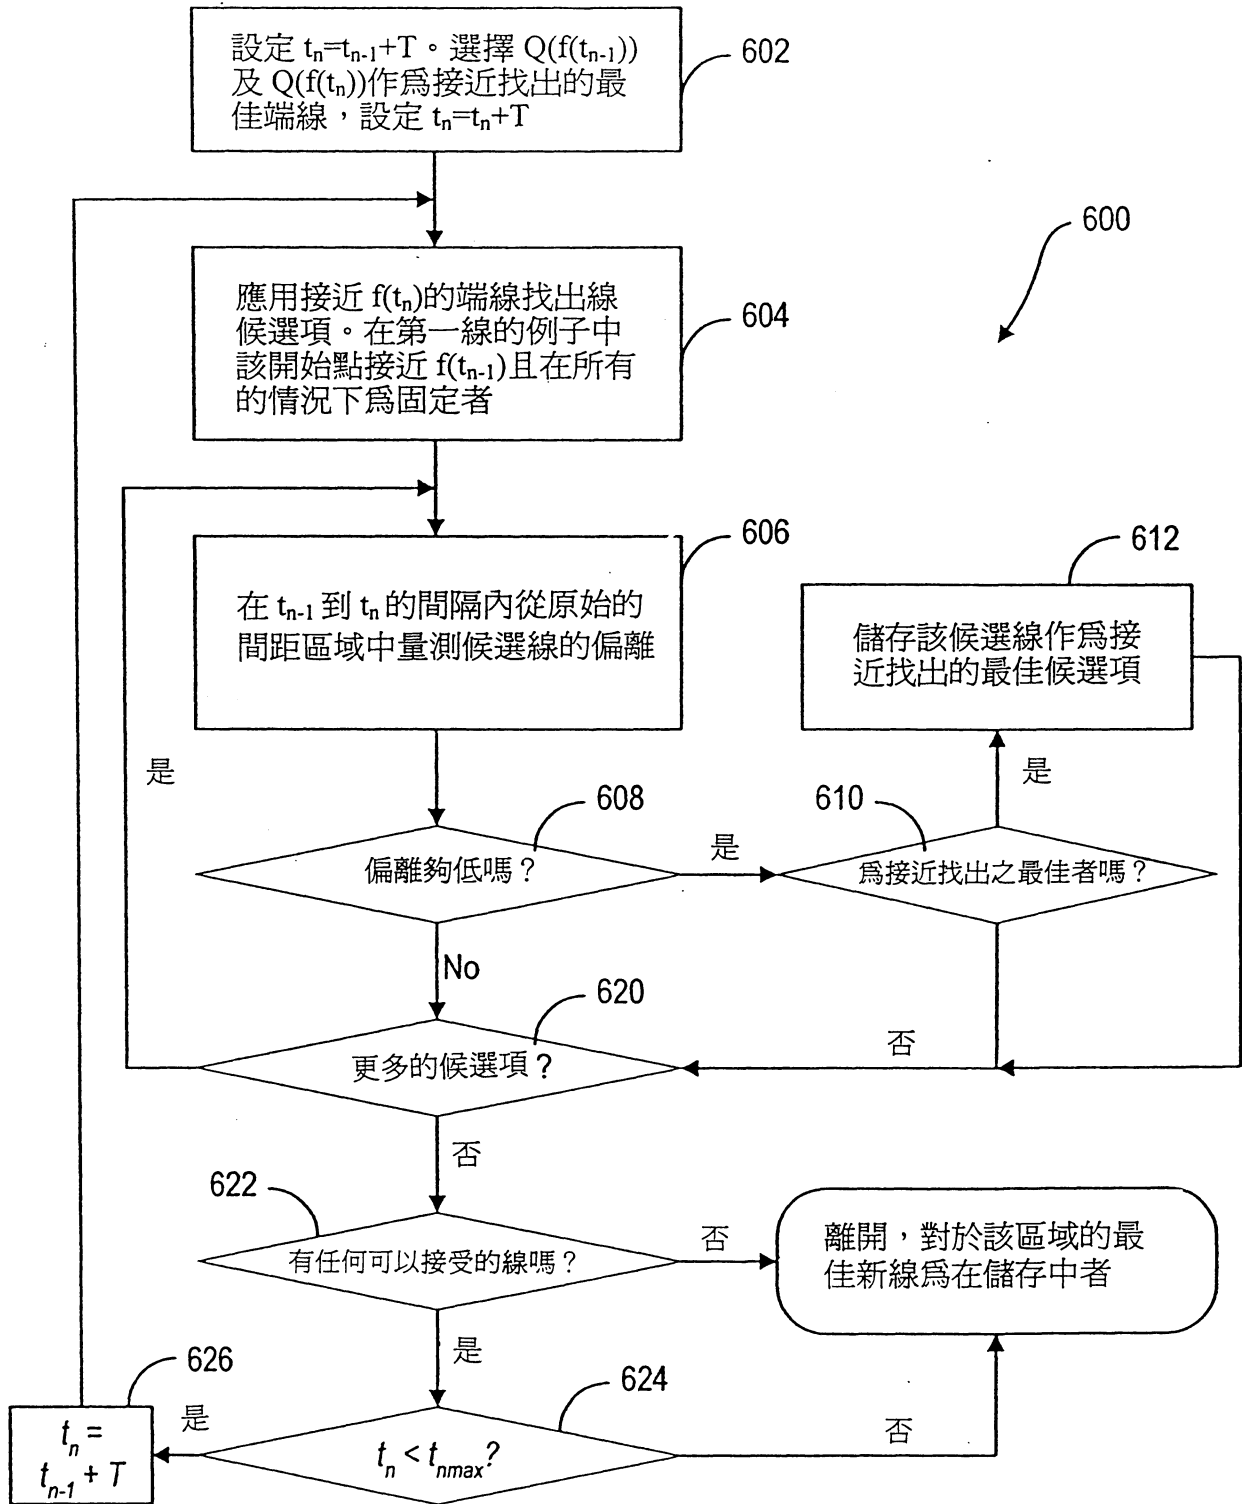 設定 tn=tn-1+T。選擇 Q(f(tn-1))
及 Q(f(tn))作爲接近找出的最
佳端線，設定 tn=tn+T
602
600
應用接近 f(tn)的端線找出線
候選項。在第一線的例子中
該開始點接近 f(tn-1)且在所有
的情況下爲固定者
604
在 tn-1 到 tn 的間隔內從原始的
間距區域中量測候選線的偏離
606
612
儲存該候選線作爲接
近找出的最佳候選項
是
是
608
偏離夠低嗎？
是
610
爲接近找出之最佳者嗎？
No
620
更多的候選項？
否
否
622
有任何可以接受的線嗎？
否
離開，對於該區域的最
佳新線爲在儲存中者
是
626
tn =
tn-1 + T
是
624
tn < tnmax?
否